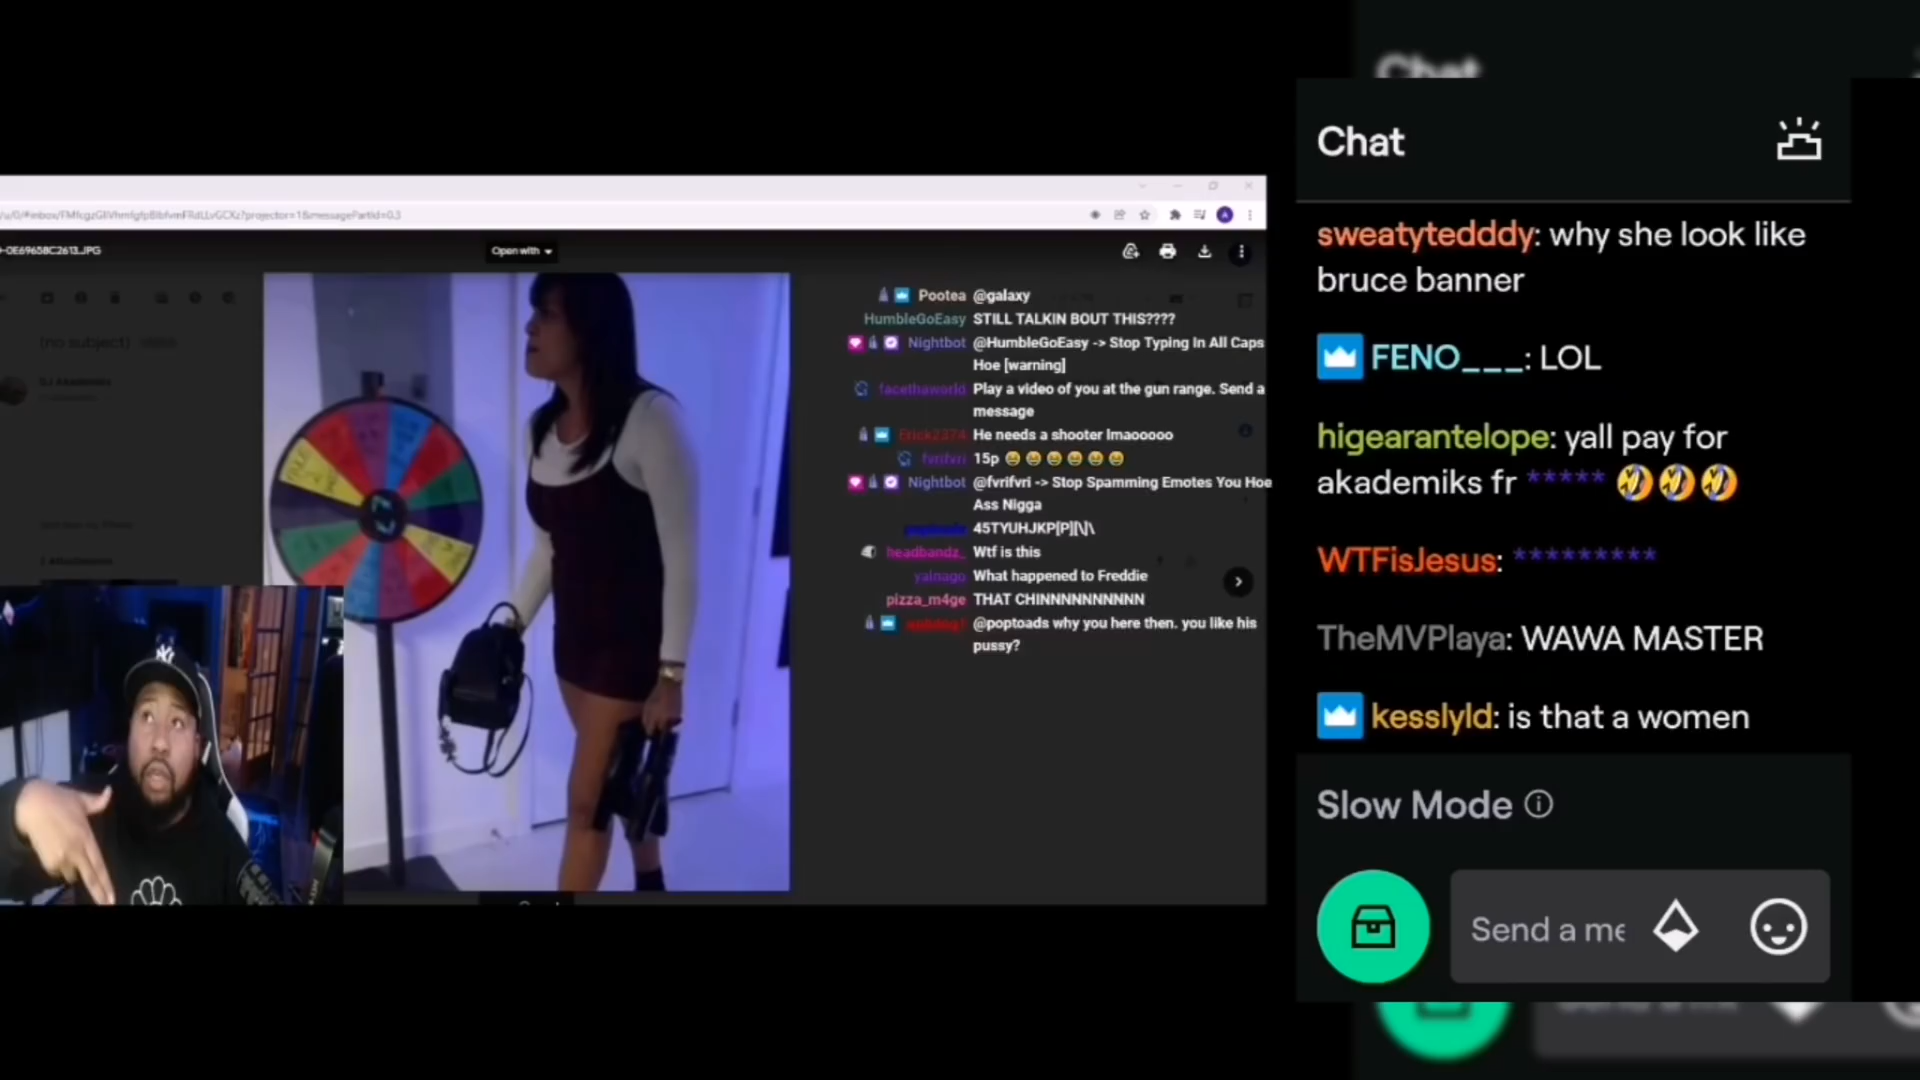 Chat
/u/0/#inbox/
-0E69658C2613.JPG
Open with
(no subject)
Pootea @galaxy
HumbleGoEasy STILL TALKIN BOUT THIS????
Nightbot @HumbleGoEasy -> Stop Typing In All Caps
Hoe [warning]
facethaworld Play a video of you at the gun range. Send a
message
Erick2374 He needs a shooter lmaooooo
fvrifvri 15p 😂😂😂😂😂😂
Nightbot @fvrifvri -> Stop Spamming Emotes You Hoe
Ass Nigga
45TYUHJKP[P][\]\
headbandz_ Wtf is this
yainago What happened to Freddie
pizza_m4ge THAT CHINNNNNNNNNN
@poptoads why you here then. you like his
pussy?
Chat
sweatytedddy: why she look like
bruce banner
FENO___: LOL
higearantelope: yall pay for
akademiks fr ***** 🤣🤣🤣
WTFisJesus: *********
TheMVPlaya: WAWA MASTER
kesslyld: is that a women
Slow Mode
Send a me